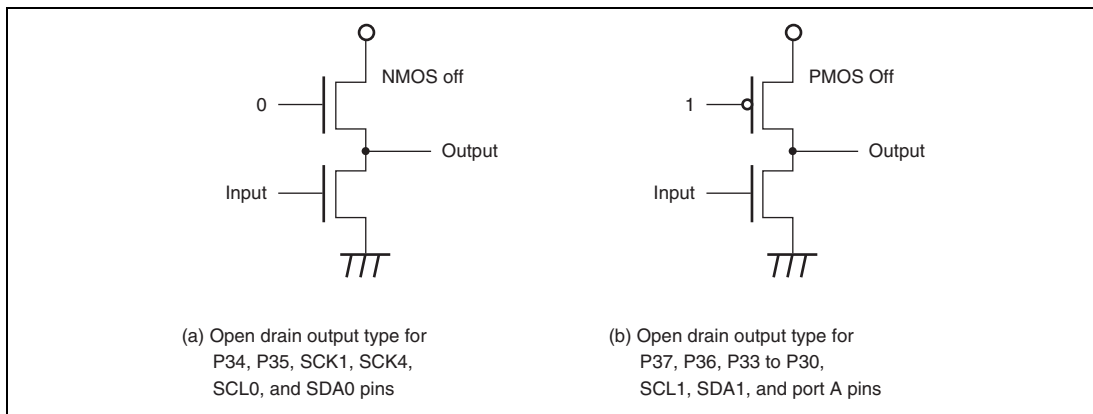 NMOS off
0
Output
Input
(a) Open drain output type for
P34, P35, SCK1, SCK4,
SCL0, and SDA0 pins
PMOS Off
1
Output
Input
(b) Open drain output type for
P37, P36, P33 to P30,
SCL1, SDA1, and port A pins